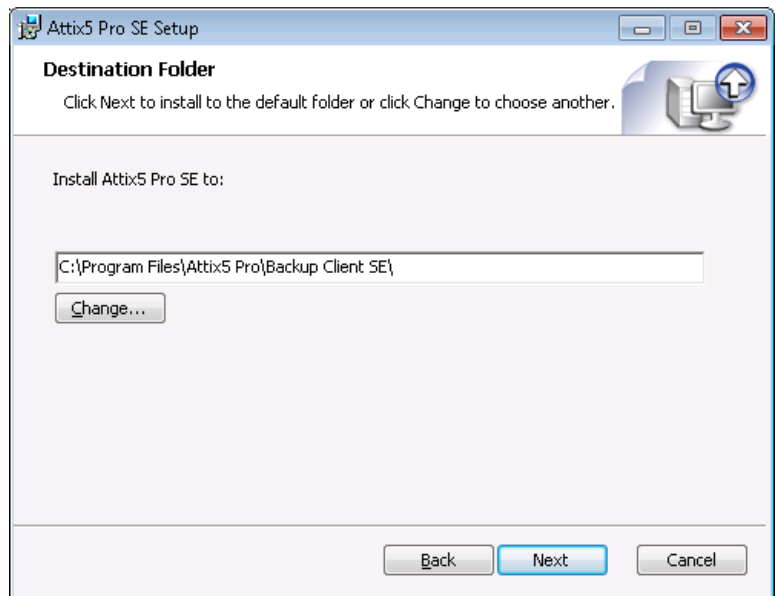 Attix5 Pro SE Setup
Destination Folder
Click Next to install to the default folder or click Change to choose another.
Install Attix5 Pro SE to:
C:\Program Files\Attix5 Pro\Backup Client SE\
Change...
Back Next Cancel